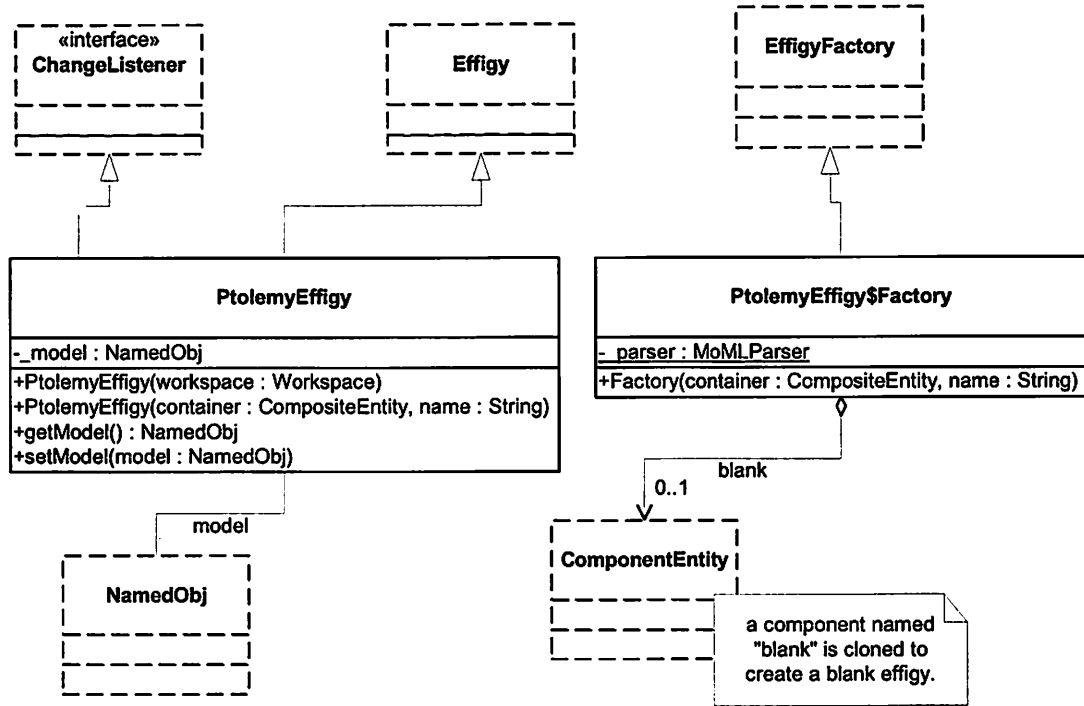 «interface»
ChangeListener
Effigy
EffigyFactory
PtolemyEffigy
-_model : NamedObj
+PtolemyEffigy(workspace : Workspace)
+PtolemyEffigy(container : CompositeEntity, name : String)
+getModel() : NamedObj
+setModel(model : NamedObj)
PtolemyEffigy$Factory
-_parser : MoMLParser
+Factory(container : CompositeEntity, name : String)
model
NamedObj
blank
0..1
ComponentEntity
a component named
"blank" is cloned to
create a blank effigy.